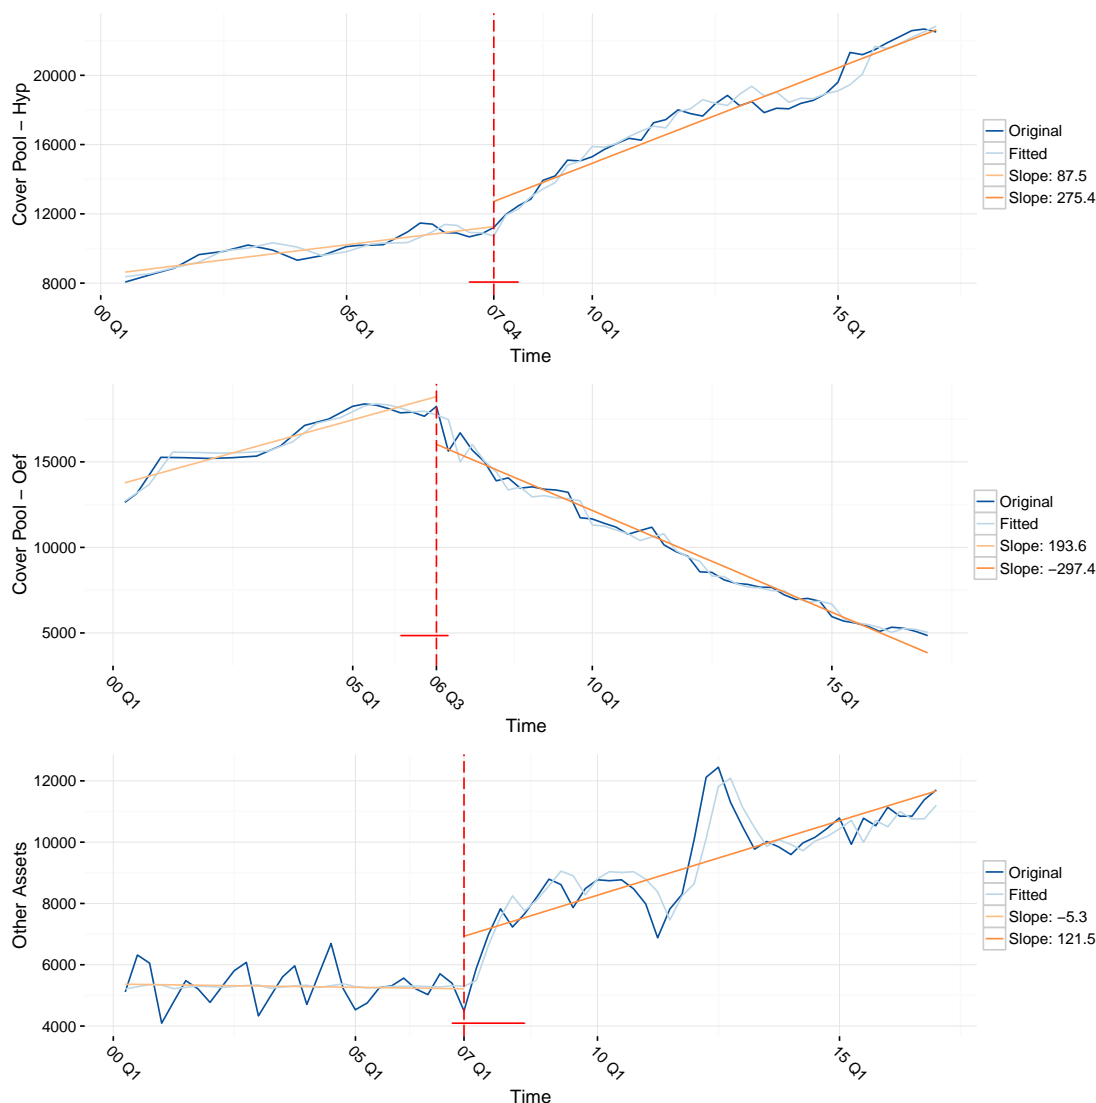 Cover Pool − Hyp
20000
16000
12000
8000
00 Q1
05 Q1
07 Q4
10 Q1
15 Q1
Time
Original
Fitted
Slope: 87.5
Slope: 275.4
Cover Pool − Oef
15000
10000
5000
00 Q1
05 Q1
06 Q3
10 Q1
15 Q1
Time
Original
Fitted
Slope: 193.6
Slope: −297.4
Other Assets
12000
10000
8000
6000
4000
00 Q1
05 Q1
07 Q1
10 Q1
15 Q1
Time
Original
Fitted
Slope: −5.3
Slope: 121.5